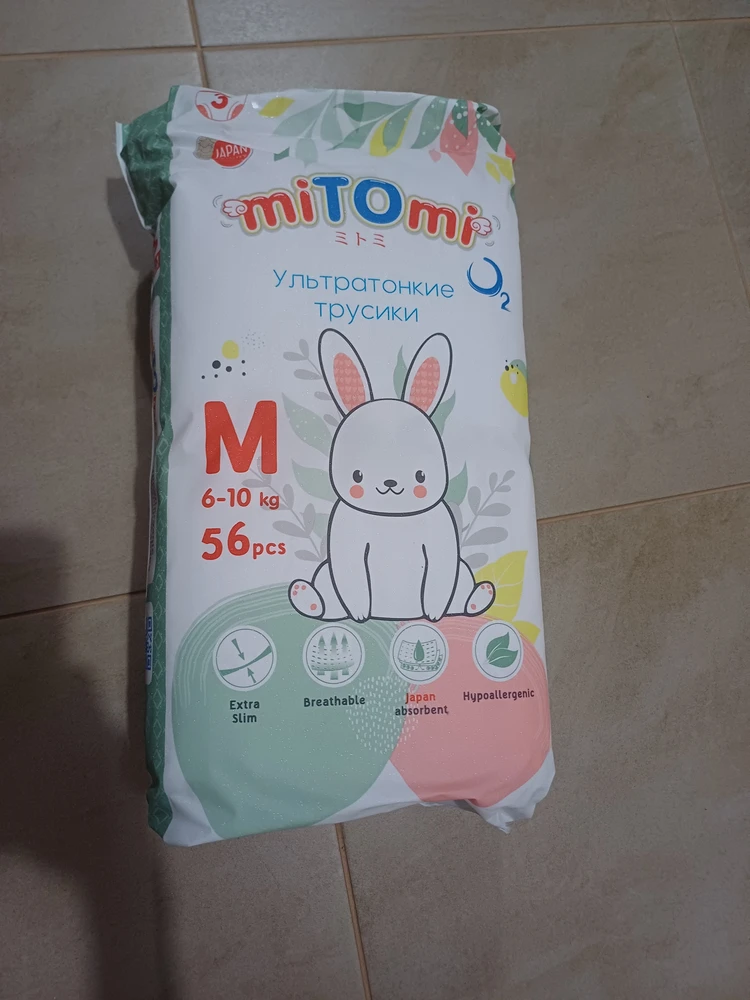 3
JAPAN
miTOmi
ミトミ
O2
Ультратонкие
трусики
M
6-10 kg
56pcs
Extra
Slim
Breathable
Japan
absorbent
Hypoallergenic